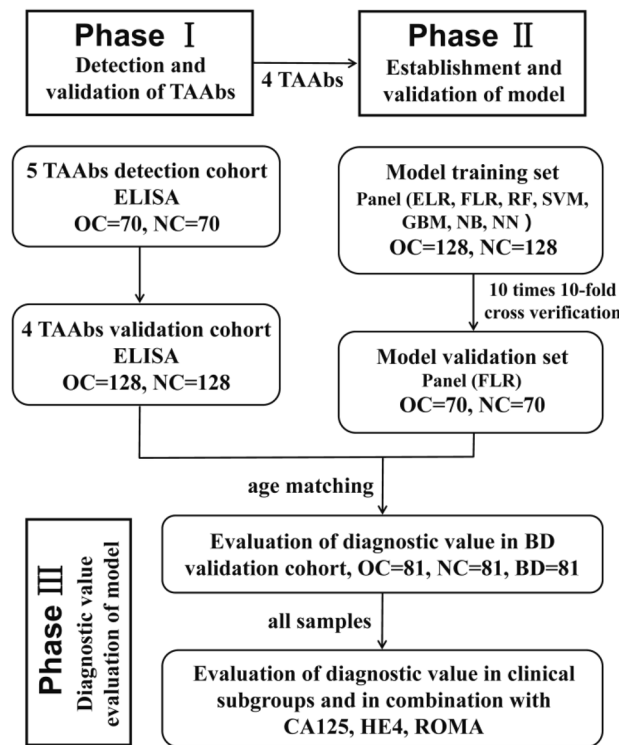 Phase Ⅰ
Detection and
validation of TAAbs
4 TAAbs
Phase Ⅱ
Establishment and
validation of model
5 TAAbs detection cohort
ELISA
OC=70, NC=70
Model training set
Panel (ELR, FLR, RF, SVM,
GBM, NB, NN )
OC=128, NC=128
10 times 10-fold
cross verification
4 TAAbs validation cohort
ELISA
OC=128, NC=128
Model validation set
Panel (FLR)
OC=70, NC=70
age matching
Phase Ⅲ
Diagnostic value
evaluation of model
Evaluation of diagnostic value in BD
validation cohort, OC=81, NC=81, BD=81
all samples
Evaluation of diagnostic value in clinical
subgroups and in combination with
CA125, HE4, ROMA